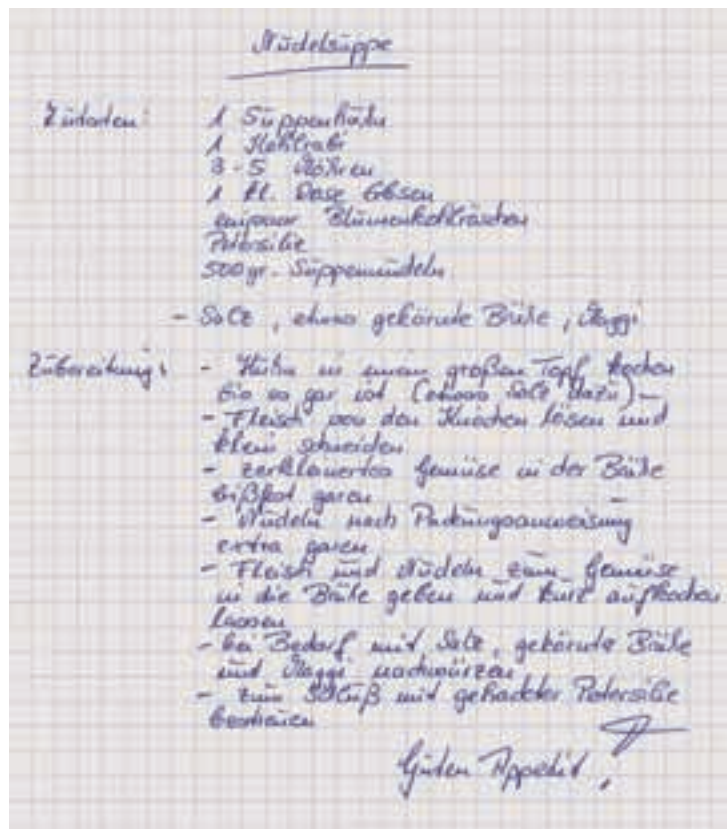 Nudelsuppe
Zutaten: 1 Suppenhuhn
1 Kohlrabi
3-5 Möhren
1 kl. Dose Erbsen
einpaar Blumenkohlröschen
Petersilie
500 gr. Suppennudeln
- Salz, etwas gekörnte Brühe, Maggi
Zubereitung: - Huhn in einem großen Topf kochen
bis es gar ist (etwas Salz dazu) -
- Fleisch von den Knochen lösen und
klein schneiden
- zerkleinertes Gemüse in der Brühe
bißfest garen
- Nudeln nach Packungsanweisung
extra garen
- Fleisch und Nudeln zum Gemüse
in die Brühe geben und kurz aufkochen
lassen
- bei Bedarf mit Salz, gekörnte Brühe
und Maggi nachwürzen
- zum Schluß mit gehackter Petersilie
bestreuen
Guten Appetit!